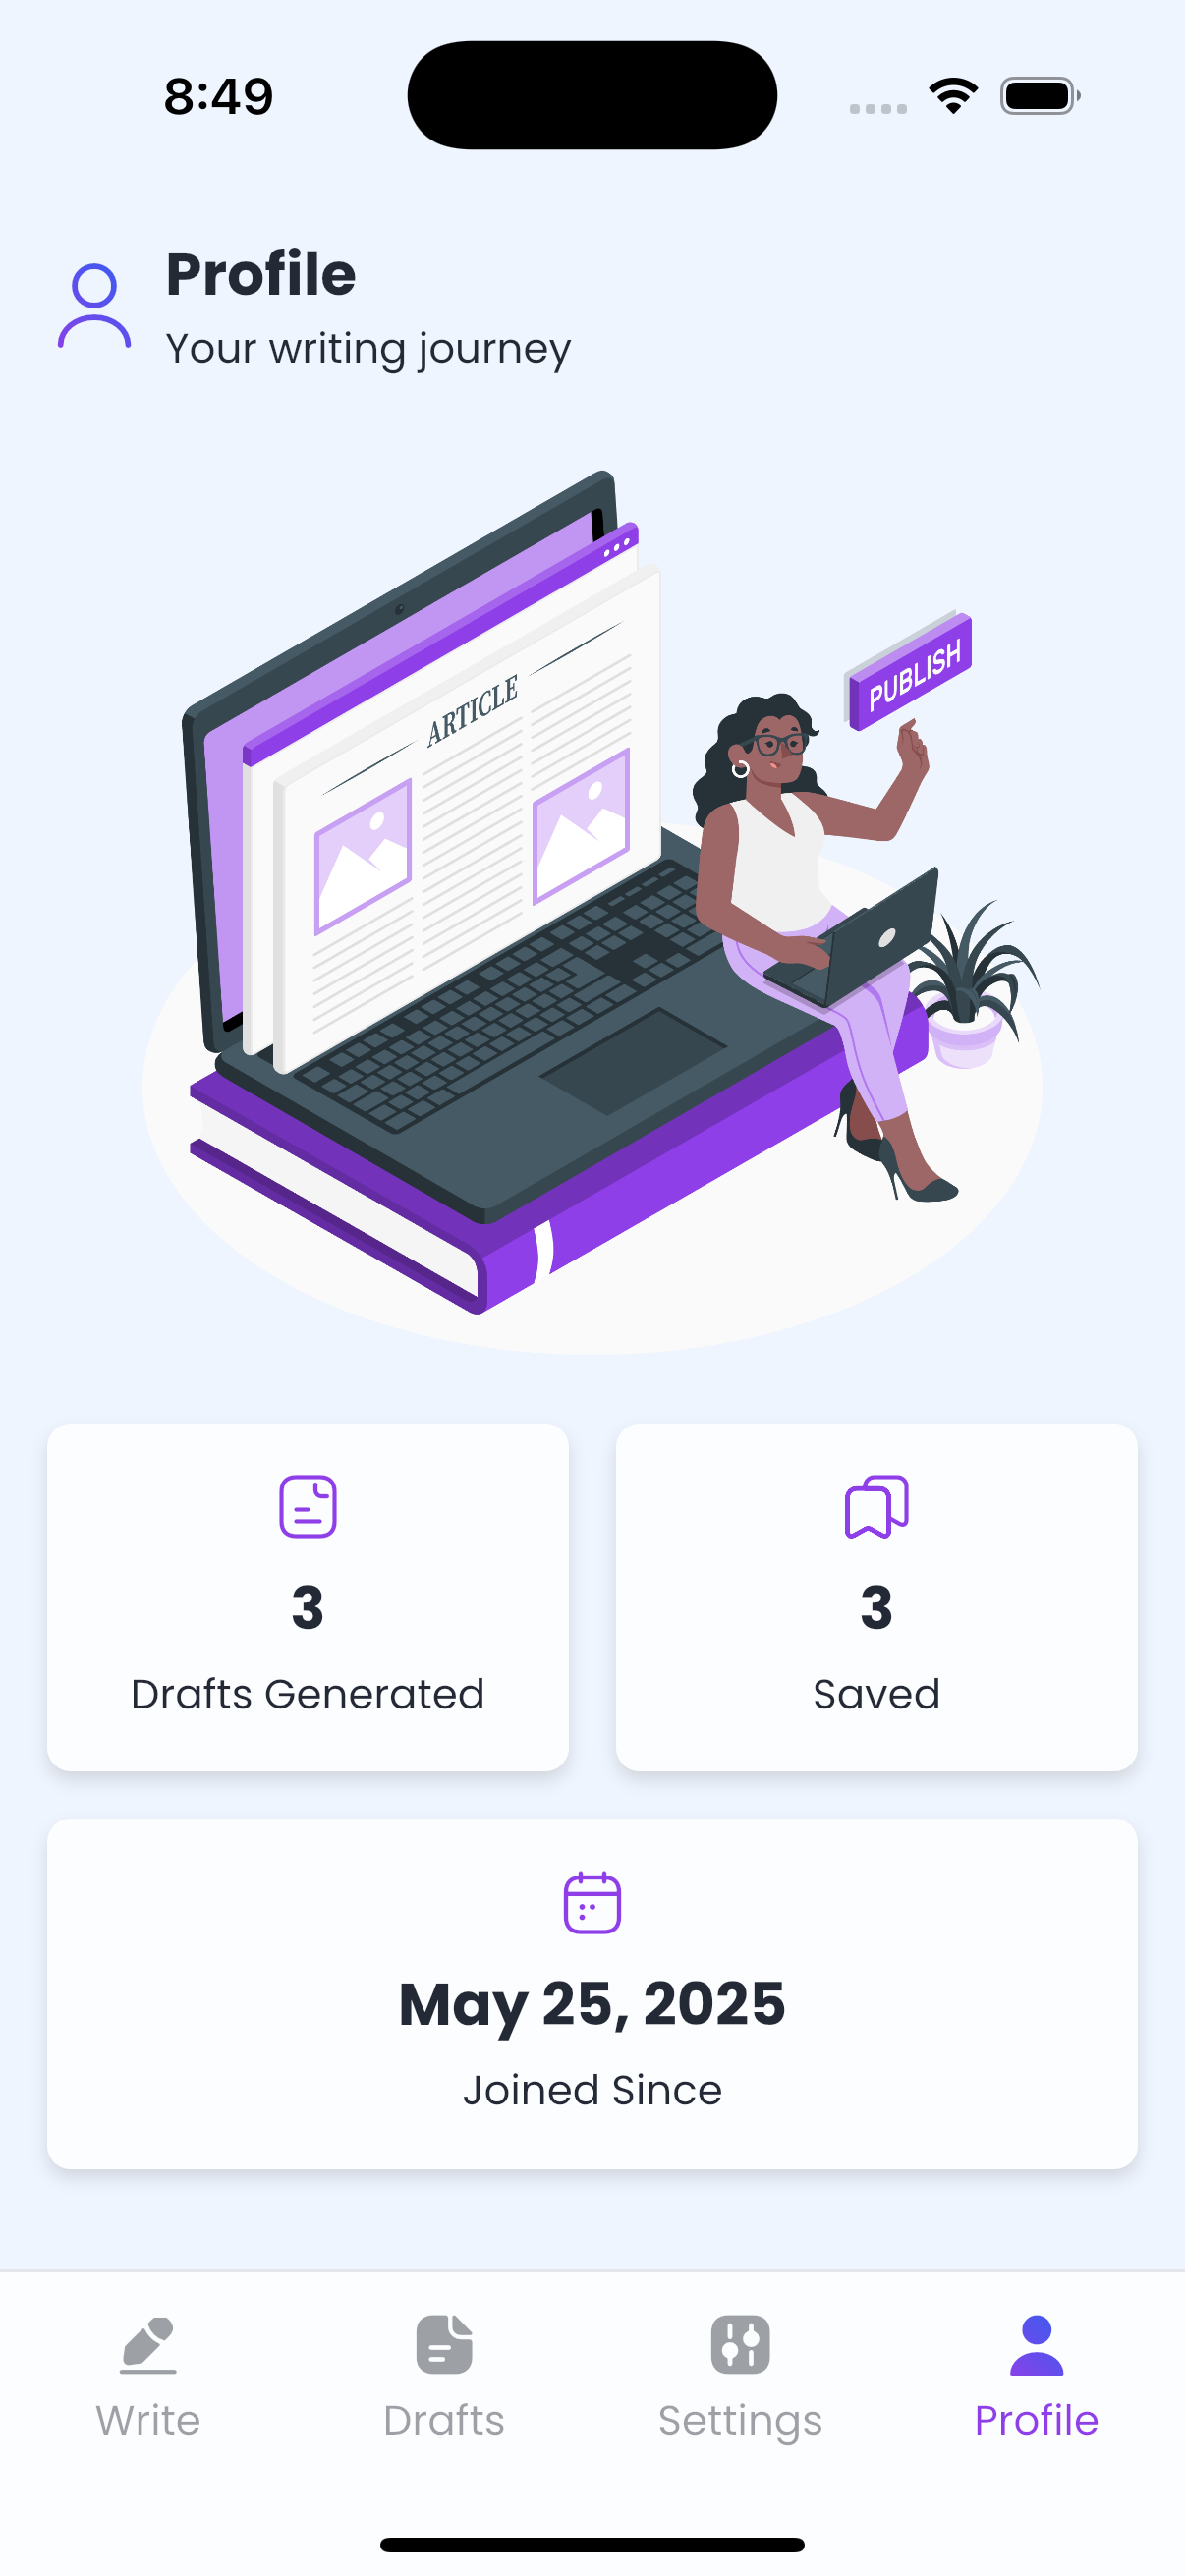 8:49
Profile
Your writing journey
ARTICLE
PUBLISH
3
Drafts Generated
3
Saved
May 25, 2025
Joined Since
Write
Drafts
Settings
Profile